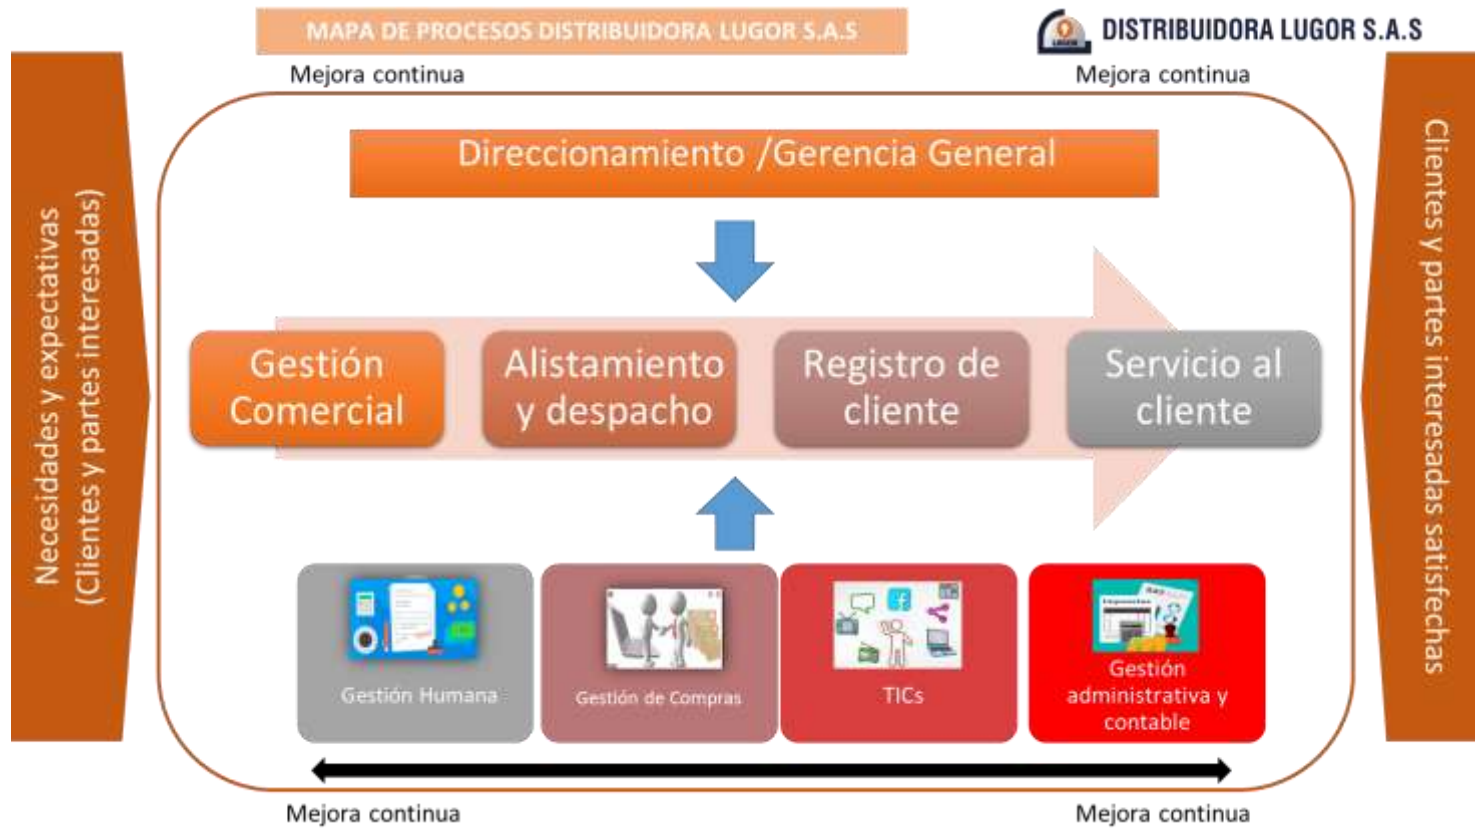 MAPA DE PROCESOS DISTRIBUIDORA LUGOR S.A.S
DISTRIBUIDORA LUGOR S.A.S
Mejora continua
Mejora continua
Necesidades y expectativas
(Clientes y partes interesadas)
Direccionamiento /Gerencia General
Gestión
Comercial
Alistamiento
y despacho
Registro de
cliente
Servicio al
cliente
Gestión Humana
Gestión de Compras
TICs
Gestión
administrativa y
contable
Clientes y partes interesadas satisfechas
Mejora continua
Mejora continua